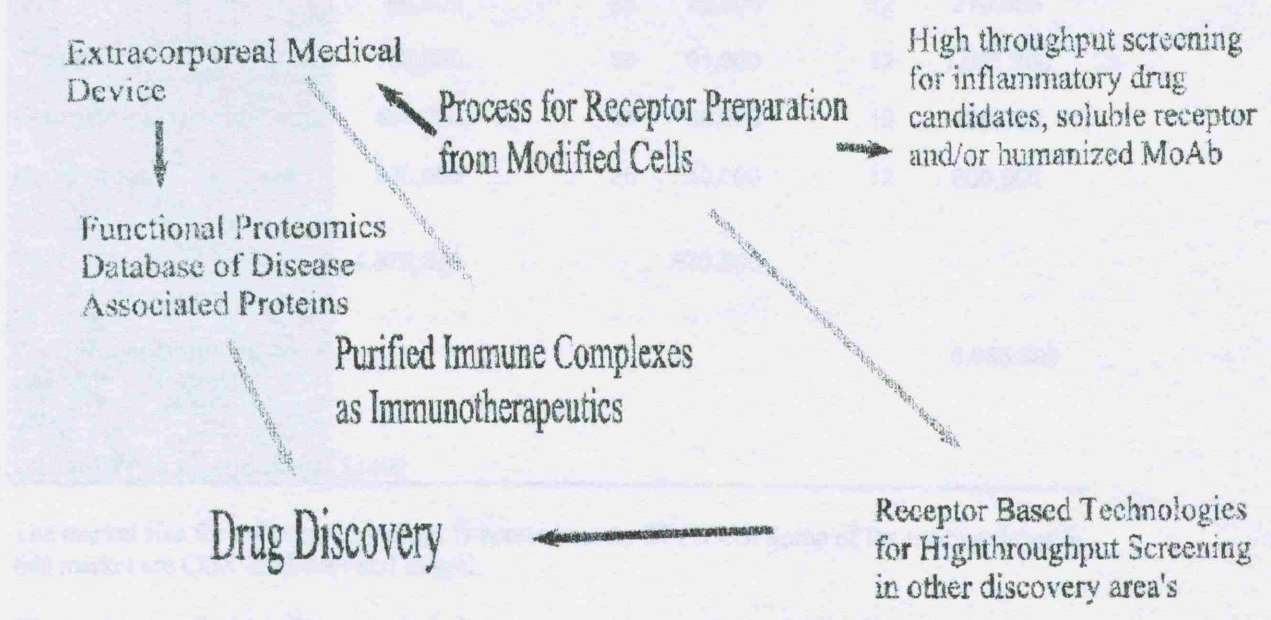 Extracorporeal Medical
Device
Process for Receptor Preparation
from Modified Cells
High throughput screening
for inflammatory drug
candidates, soluble receptor
and/or humanized MoAb
Functional Proteomics
Database of Disease
Associated Proteins
Purified Immune Complexes
as Immunotherapeutics
Drug Discovery
Receptor Based Technologies
for Highthroughput Screening
in other discovery area's